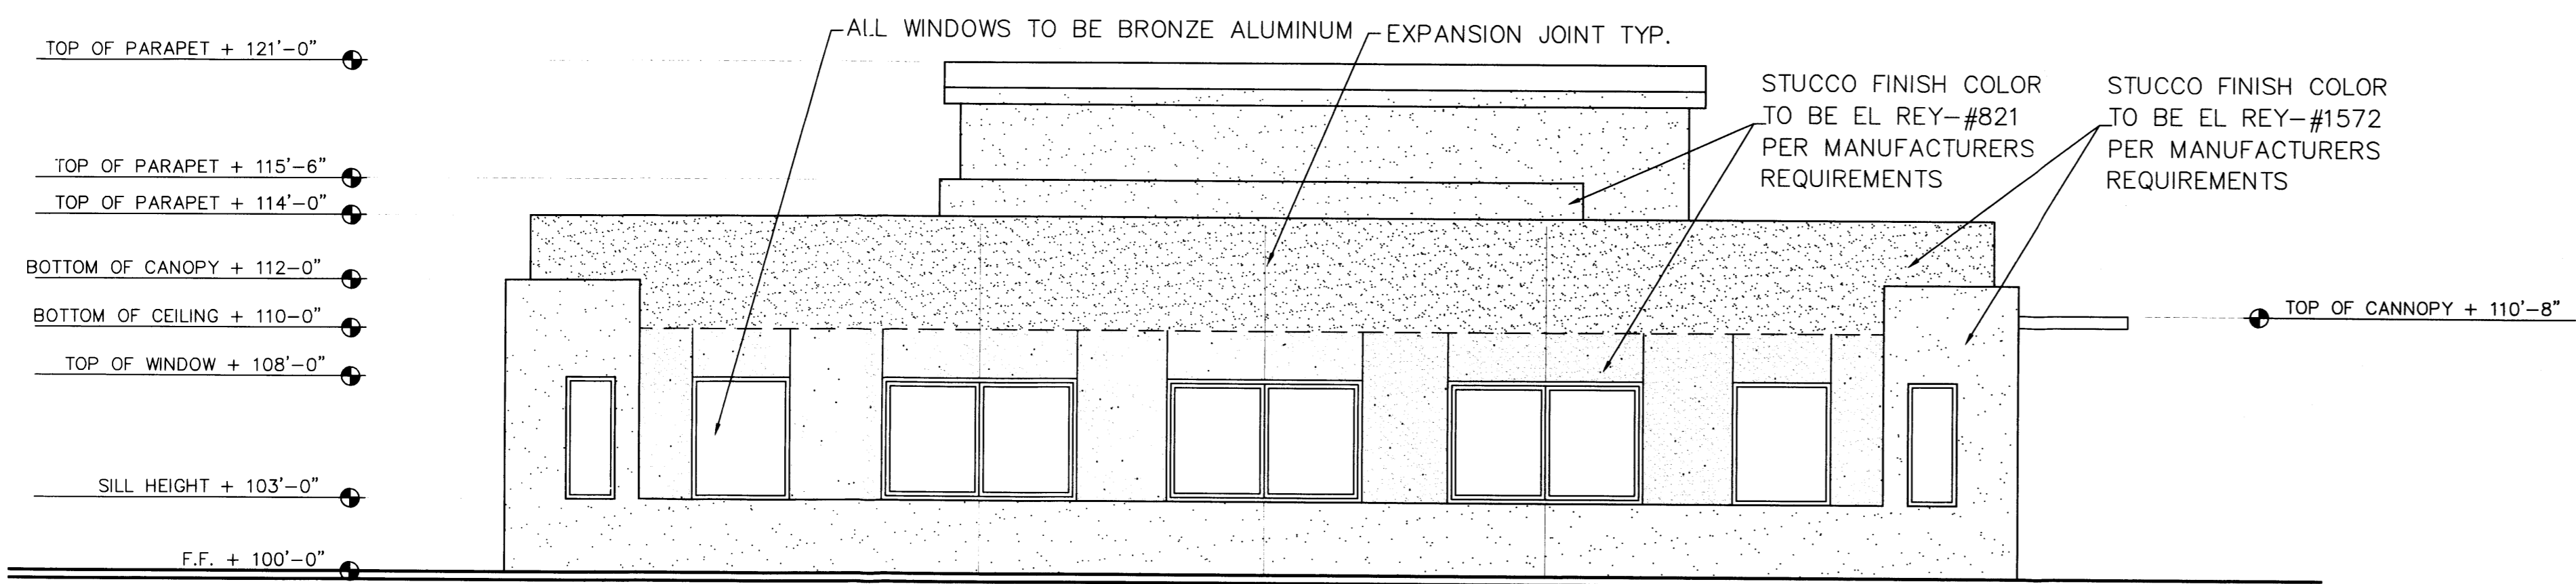 ALL WINDOWS TO BE BRONZE ALUMINUM
EXPANSION JOINT TYP.
TOP OF PARAPET + 121'-0"
STUCCO FINISH COLOR
TO BE EL REY-#821
PER MANUFACTURERS
REQUIREMENTS
STUCCO FINISH COLOR
TO BE EL REY-#1572
PER MANUFACTURERS
REQUIREMENTS
TOP OF PARAPET + 115'-6"
TOP OF PARAPET + 114'-0"
BOTTOM OF CANOPY + 112-0"
BOTTOM OF CEILING + 110-0"
TOP OF CANNOPY + 110'-8"
TOP OF WINDOW + 108'-0"
SILL HEIGHT + 103'-0"
F.F. + 100'-0"